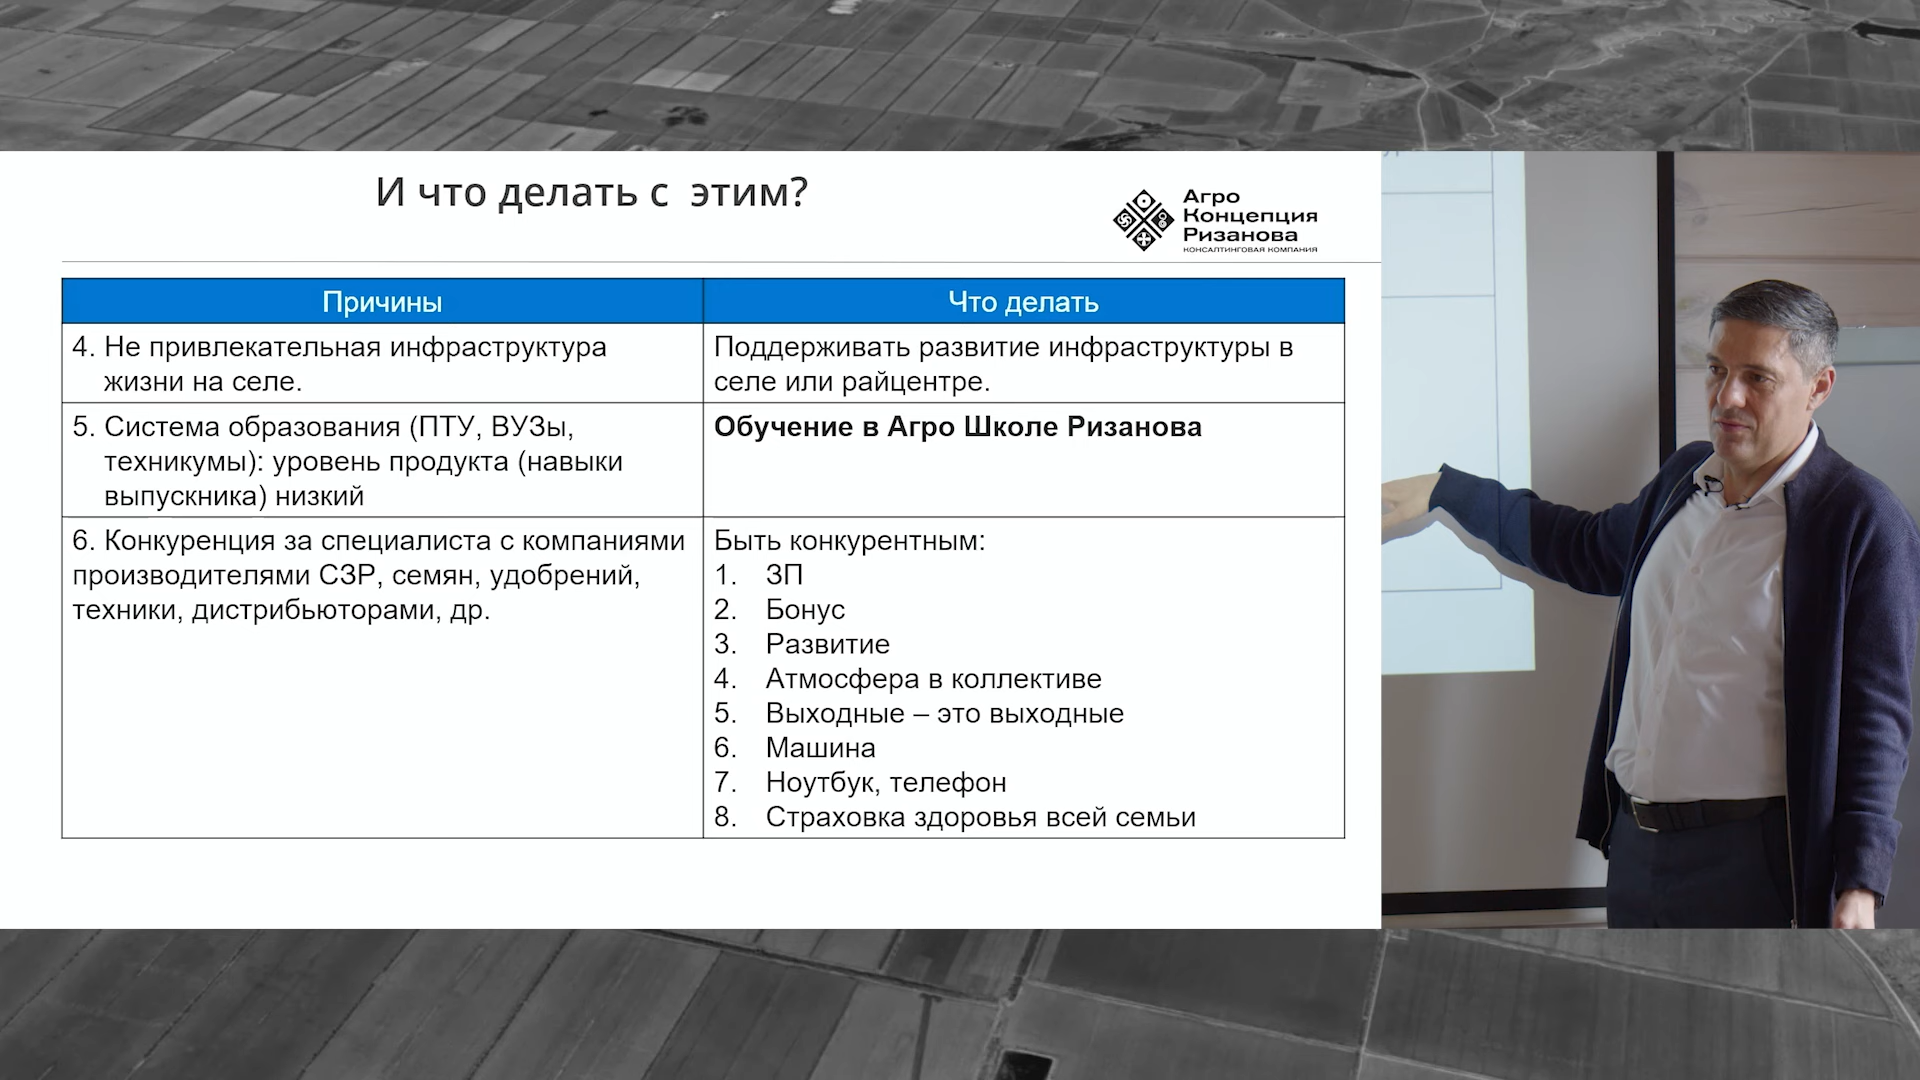 И что делать с этим?
Агро
Концепция
Ризанова
КОНСАЛТИНГОВАЯ КОМПАНИЯ
Причины
Что делать
4. Не привлекательная инфраструктура
жизни на селе.
Поддерживать развитие инфраструктуры в
селе или райцентре.
5. Система образования (ПТУ, ВУЗы,
техникумы): уровень продукта (навыки
выпускника) низкий
Обучение в Агро Школе Ризанова
6. Конкуренция за специалиста с компаниями
производителями СЗР, семян, удобрений,
техники, дистрибьюторами, др.
Быть конкурентным:
1. ЗП
2. Бонус
3. Развитие
4. Атмосфера в коллективе
5. Выходные – это выходные
6. Машина
7. Ноутбук, телефон
8. Страховка здоровья всей семьи